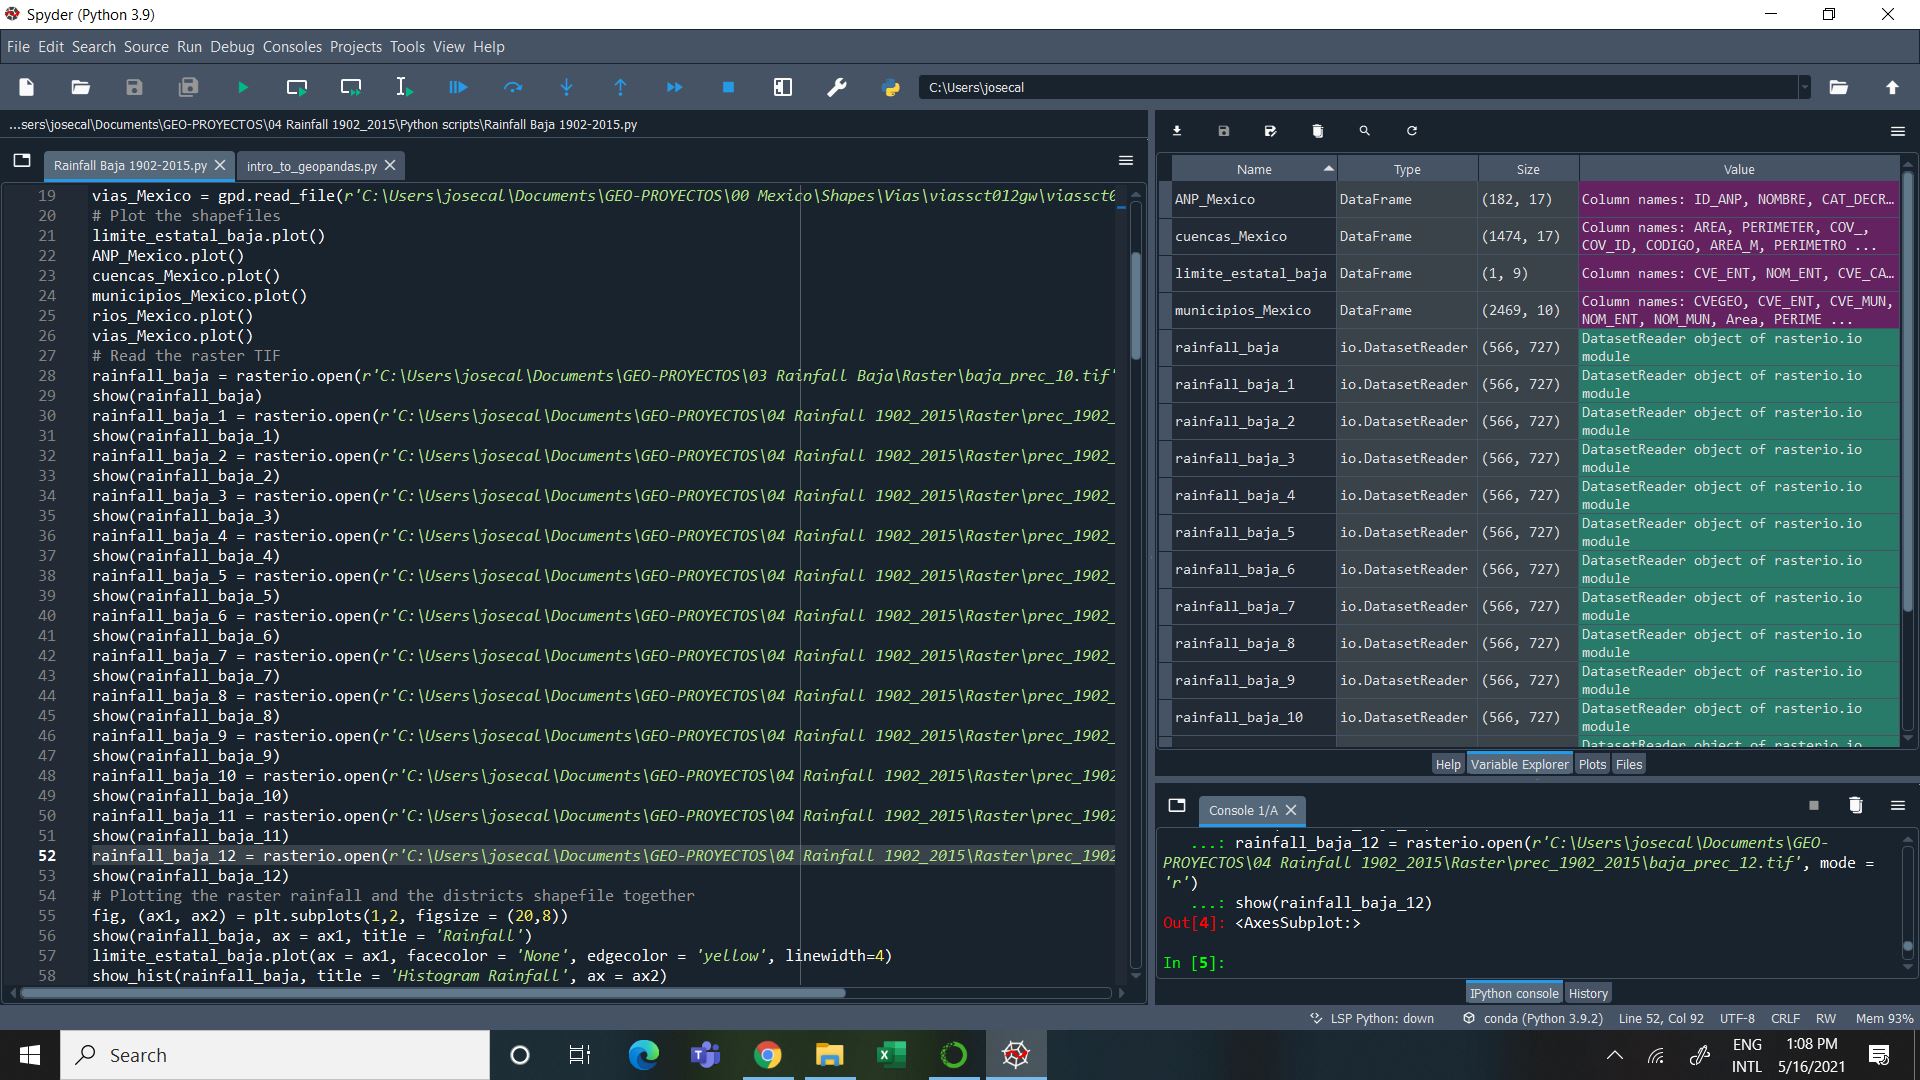 Spyder (Python 3.9)
File Edit Search Source Run Debug Consoles Projects Tools View Help
C:\Users\josecal
...sers\josecal\Documents\GEO-PROYECTOS\04 Rainfall 1902_2015\Python scripts\Rainfall Baja 1902-2015.py
Rainfall Baja 1902-2015.py
intro_to_geopandas.py
19 vias_Mexico = gpd.read_file(r'C:\Users\josecal\Documents\GEO-PROYECTOS\00 Mexico\Shapes\Vias\viassct012gw\viassct0
20 # Plot the shapefiles
21 limite_estatal_baja.plot()
22 ANP_Mexico.plot()
23 cuencas_Mexico.plot()
24 municipios_Mexico.plot()
25 rios_Mexico.plot()
26 vias_Mexico.plot()
27 # Read the raster TIF
28 rainfall_baja = rasterio.open(r'C:\Users\josecal\Documents\GEO-PROYECTOS\03 Rainfall Baja\Raster\baja_prec_10.tif'
29 show(rainfall_baja)
30 rainfall_baja_1 = rasterio.open(r'C:\Users\josecal\Documents\GEO-PROYECTOS\04 Rainfall 1902_2015\Raster\prec_1902_
31 show(rainfall_baja_1)
32 rainfall_baja_2 = rasterio.open(r'C:\Users\josecal\Documents\GEO-PROYECTOS\04 Rainfall 1902_2015\Raster\prec_1902_
33 show(rainfall_baja_2)
34 rainfall_baja_3 = rasterio.open(r'C:\Users\josecal\Documents\GEO-PROYECTOS\04 Rainfall 1902_2015\Raster\prec_1902_
35 show(rainfall_baja_3)
36 rainfall_baja_4 = rasterio.open(r'C:\Users\josecal\Documents\GEO-PROYECTOS\04 Rainfall 1902_2015\Raster\prec_1902_
37 show(rainfall_baja_4)
38 rainfall_baja_5 = rasterio.open(r'C:\Users\josecal\Documents\GEO-PROYECTOS\04 Rainfall 1902_2015\Raster\prec_1902_
39 show(rainfall_baja_5)
40 rainfall_baja_6 = rasterio.open(r'C:\Users\josecal\Documents\GEO-PROYECTOS\04 Rainfall 1902_2015\Raster\prec_1902_
41 show(rainfall_baja_6)
42 rainfall_baja_7 = rasterio.open(r'C:\Users\josecal\Documents\GEO-PROYECTOS\04 Rainfall 1902_2015\Raster\prec_1902_
43 show(rainfall_baja_7)
44 rainfall_baja_8 = rasterio.open(r'C:\Users\josecal\Documents\GEO-PROYECTOS\04 Rainfall 1902_2015\Raster\prec_1902_
45 show(rainfall_baja_8)
46 rainfall_baja_9 = rasterio.open(r'C:\Users\josecal\Documents\GEO-PROYECTOS\04 Rainfall 1902_2015\Raster\prec_1902_
47 show(rainfall_baja_9)
48 rainfall_baja_10 = rasterio.open(r'C:\Users\josecal\Documents\GEO-PROYECTOS\04 Rainfall 1902_2015\Raster\prec_1902
49 show(rainfall_baja_10)
50 rainfall_baja_11 = rasterio.open(r'C:\Users\josecal\Documents\GEO-PROYECTOS\04 Rainfall 1902_2015\Raster\prec_1902
51 show(rainfall_baja_11)
52 rainfall_baja_12 = rasterio.open(r'C:\Users\josecal\Documents\GEO-PROYECTOS\04 Rainfall 1902_2015\Raster\prec_1902
53 show(rainfall_baja_12)
54 # Plotting the raster rainfall and the districts shapefile together
55 fig, (ax1, ax2) = plt.subplots(1,2, figsize = (20,8))
56 show(rainfall_baja, ax = ax1, title = 'Rainfall')
57 limite_estatal_baja.plot(ax = ax1, facecolor = 'None', edgecolor = 'yellow', linewidth=4)
58 show_hist(rainfall_baja, title = 'Histogram Rainfall', ax = ax2)
Name Type Size Value
ANP_Mexico DataFrame (182, 17) Column names: ID_ANP, NOMBRE, CAT_DECR...
cuencas_Mexico DataFrame (1474, 17) Column names: AREA, PERIMETER, COV_,
COV_ID, CODIGO, AREA_M, PERIMETRO ...
limite_estatal_baja DataFrame (1, 9) Column names: CVE_ENT, NOM_ENT, CVE_CA...
municipios_Mexico DataFrame (2469, 10) Column names: CVEGEO, CVE_ENT, CVE_MUN,
NOM_ENT, NOM_MUN, Area, PERIME ...
rainfall_baja io.DatasetReader (566, 727) DatasetReader object of rasterio.io
module
rainfall_baja_1 io.DatasetReader (566, 727) DatasetReader object of rasterio.io
module
rainfall_baja_2 io.DatasetReader (566, 727) DatasetReader object of rasterio.io
module
rainfall_baja_3 io.DatasetReader (566, 727) DatasetReader object of rasterio.io
module
rainfall_baja_4 io.DatasetReader (566, 727) DatasetReader object of rasterio.io
module
rainfall_baja_5 io.DatasetReader (566, 727) DatasetReader object of rasterio.io
module
rainfall_baja_6 io.DatasetReader (566, 727) DatasetReader object of rasterio.io
module
rainfall_baja_7 io.DatasetReader (566, 727) DatasetReader object of rasterio.io
module
rainfall_baja_8 io.DatasetReader (566, 727) DatasetReader object of rasterio.io
module
rainfall_baja_9 io.DatasetReader (566, 727) DatasetReader object of rasterio.io
module
rainfall_baja_10 io.DatasetReader (566, 727) DatasetReader object of rasterio.io
module
DatasetReader object of rasterio.io
Help Variable Explorer Plots Files
Console 1/A
...: rainfall_baja_12 = rasterio.open(r'C:\Users\josecal\Documents\GEO-
PROYECTOS\04 Rainfall 1902_2015\Raster\prec_1902_2015\baja_prec_12.tif', mode =
'r')
...: show(rainfall_baja_12)
Out[4]: <AxesSubplot:>
In [5]:
IPython console History
LSP Python: down conda (Python 3.9.2) Line 52, Col 92 UTF-8 CRLF RW Mem 93%
Search
ENG
INTL
1:08 PM
5/16/2021